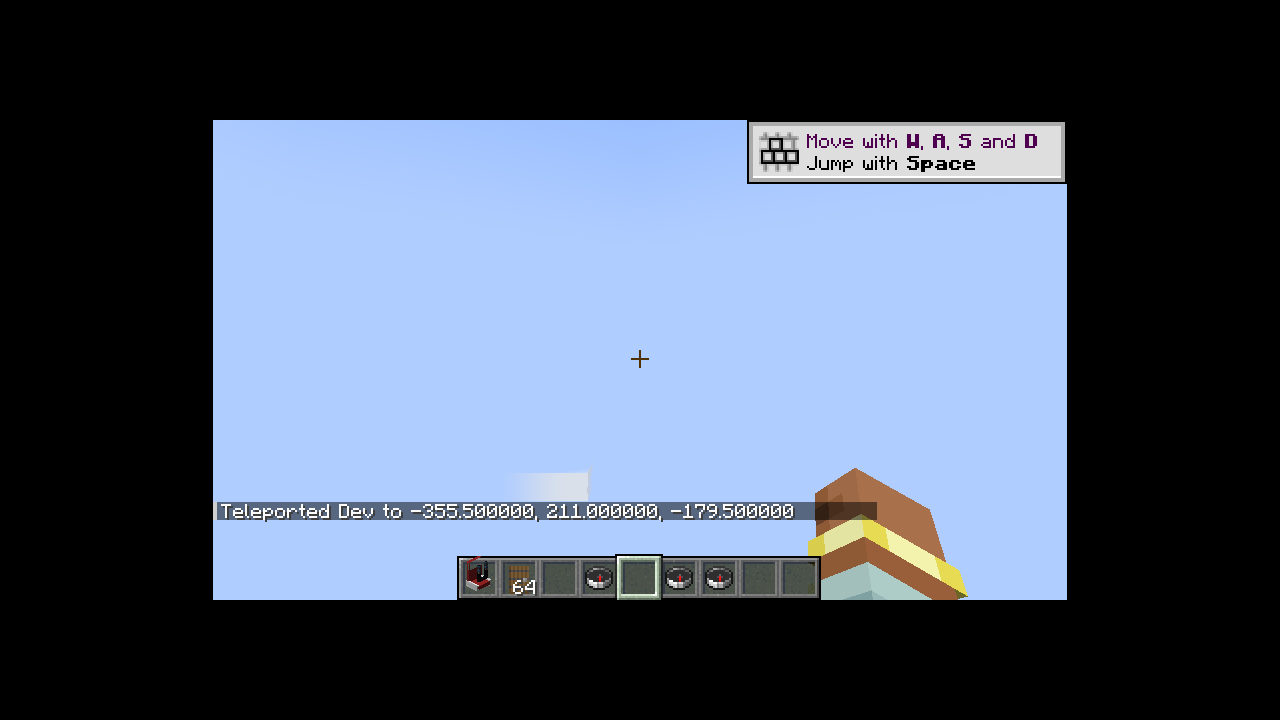 Move with W, A, S and D
Jump with Space
Teleported Dev to -355.500000, 211.000000, -179.500000
64